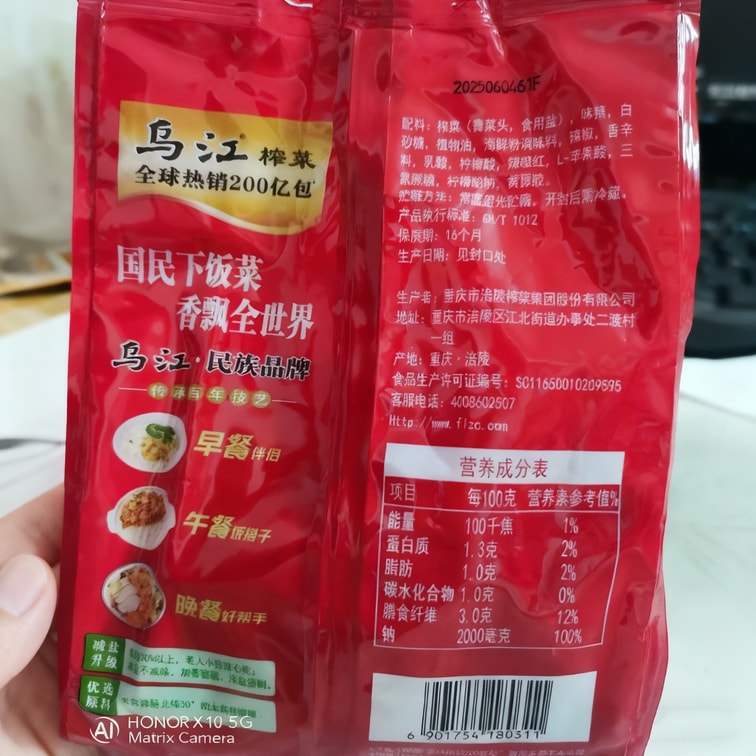 乌江® 榨菜
全球热销200亿包
国民下饭菜
香飘全世界
乌江·民族品牌
传承百年技艺
早餐伴侣
午餐饭搭子
晚餐好帮手
减盐
升级
优选
原料
20250604 F
配料：榨菜（青菜头，食用盐），味精，白
砂糖，植物油，海鲜粉调味料，辣椒，香辛
料，乳酸，柠檬酸，辣椒红，L-苹果酸，三
贮藏方法：常温避光贮藏。开封后需冷藏。
产品执行标准：GH/T 1012
保质期：16个月
生产日期：见封口处
生产者：重庆市涪陵榨菜集团股份有限公司
地址：重庆市涪陵区江北街道办事处二渡村
一组
产地：重庆·涪陵
食品生产许可证编号：SC11650010209595
客服电话：4008602507
Http://www.flzc.com
营养成分表
项目 每100克 营养素参考值%
能量 100千焦 1%
蛋白质 1.3克 2%
脂肪 1.0克 2%
碳水化合物 1.0克 0%
膳食纤维 3.0克 12%
钠 2000毫克 100%
6 901754 180311
HONOR X10 5G
AI Matrix Camera